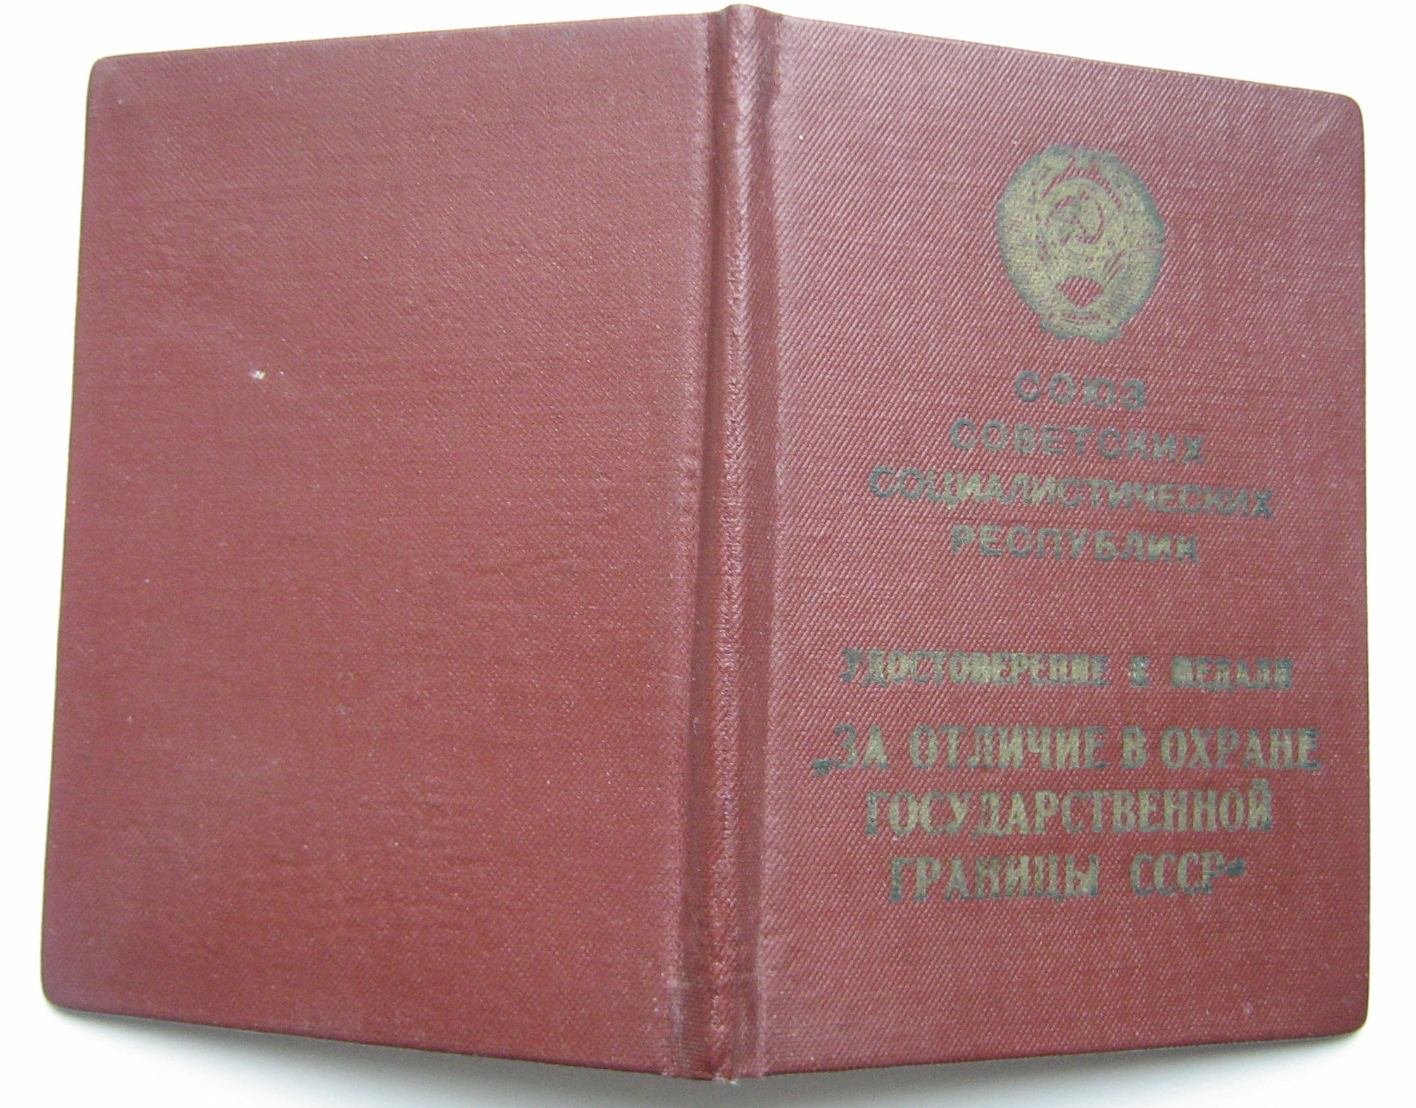 СОЮЗ
СОВЕТСКИХ
СОЦИАЛИСТИЧЕСКИХ
РЕСПУБЛИК
УДОСТОВЕРЕНИЕ К МЕДАЛИ
„ЗА ОТЛИЧИЕ В ОХРАНЕ
ГОСУДАРСТВЕННОЙ
ГРАНИЦЫ СССР“